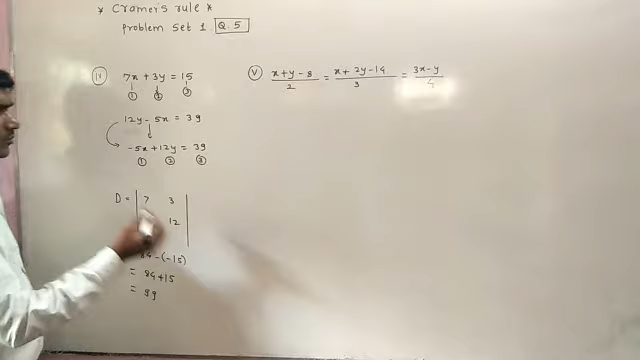 * Cramer's rule *
problem set 1 Q.5
iv 7x + 3y = 15
1 2 3
12y - 5x = 39
-5x + 12y = 39
1 2 3
D = 7 3
12
84 - (-15)
= 84 + 15
= 99
v x+y-8/2 = x+2y-14/3 = 3x-y/4